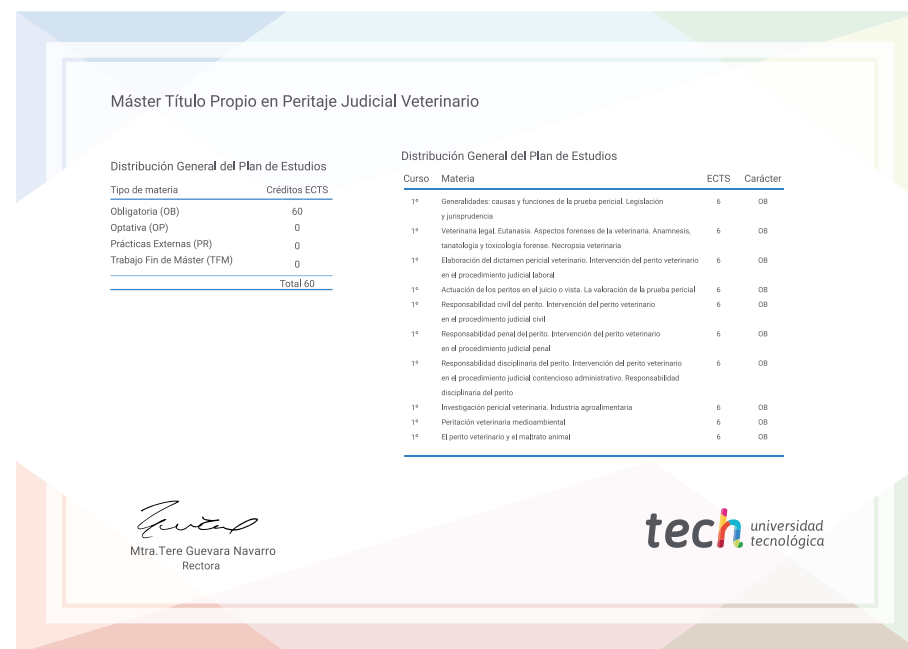 Máster Título Propio en Peritaje Judicial Veterinario
Distribución General del Plan de Estudios
Tipo de materia Créditos ECTS
Obligatoria (OB) 60
Optativa (OP) 0
Prácticas Externas (PR) 0
Trabajo Fin de Máster (TFM) 0
Total 60
Distribución General del Plan de Estudios
Curso Materia ECTS Carácter
1º Generalidades: causas y funciones de la prueba pericial. Legislación 6 OB
y jurisprudencia
1º Veterinaria legal. Eutanasia. Aspectos forenses de la veterinaria. Anamnesis, 6 OB
tanatología y toxicología forense. Necropsia veterinaria
1º Elaboración del dictamen pericial veterinario. Intervención del perito veterinario 6 OB
en el procedimiento judicial laboral
1º Actuación de los peritos en el juicio o vista. La valoración de la prueba pericial 6 OB
1º Responsabilidad civil del perito. Intervención del perito veterinario 6 OB
en el procedimiento judicial civil
1º Responsabilidad penal del perito. Intervención del perito veterinario 6 OB
en el procedimiento judicial penal
1º Responsabilidad disciplinaria del perito. Intervención del perito veterinario 6 OB
en el procedimiento judicial contencioso administrativo. Responsabilidad
disciplinaria del perito
1º Investigación pericial veterinaria. Industria agroalimentaria 6 OB
1º Peritación veterinaria medioambiental 6 OB
1º El perito veterinario y el maltrato animal 6 OB
Mtra.Tere Guevara Navarro
Rectora
tech universidad
tecnológica